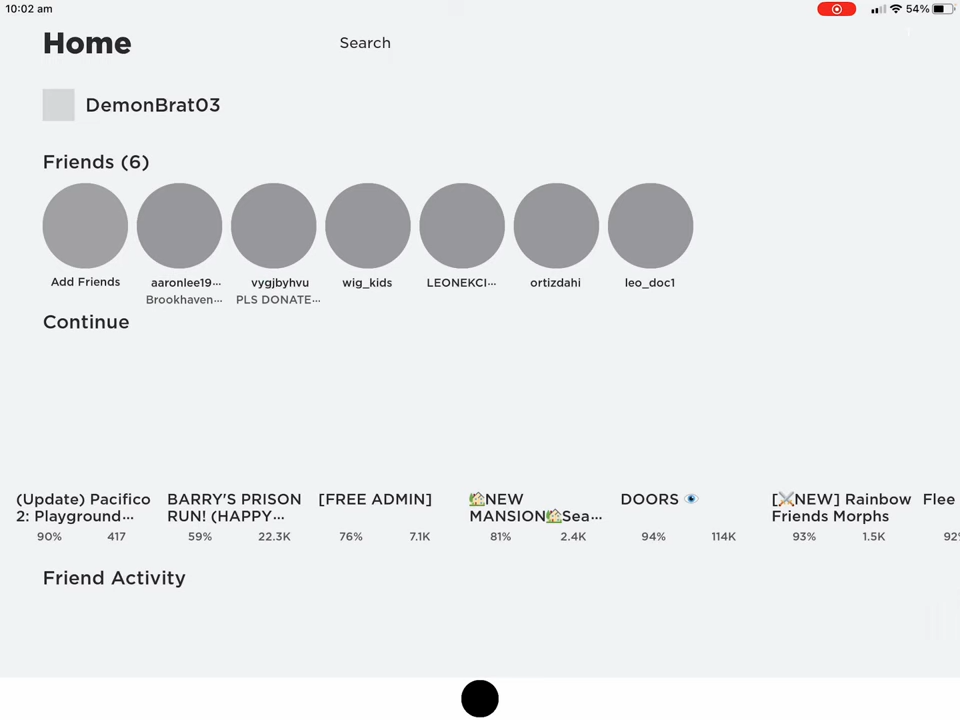 10:02 am
54%
Home
Search
DemonBrat03
Friends (6)
Add Friends
aaronlee19...
vygjbyhvu
wig_kids
LEONEKCI...
ortizdahi
leo_doc1
Brookhaven...
PLS DONATE...
Continue
(Update) Pacifico
2: Playground...
90%
417
BARRY'S PRISON
RUN! (HAPPY...
59%
22.3K
[FREE ADMIN]
76%
7.1K
🏡NEW
MANSION🏡Sea...
81%
2.4K
DOORS 👁️
94%
114K
[⚔️NEW] Rainbow
Friends Morphs
93%
1.5K
Flee
92%
Friend Activity